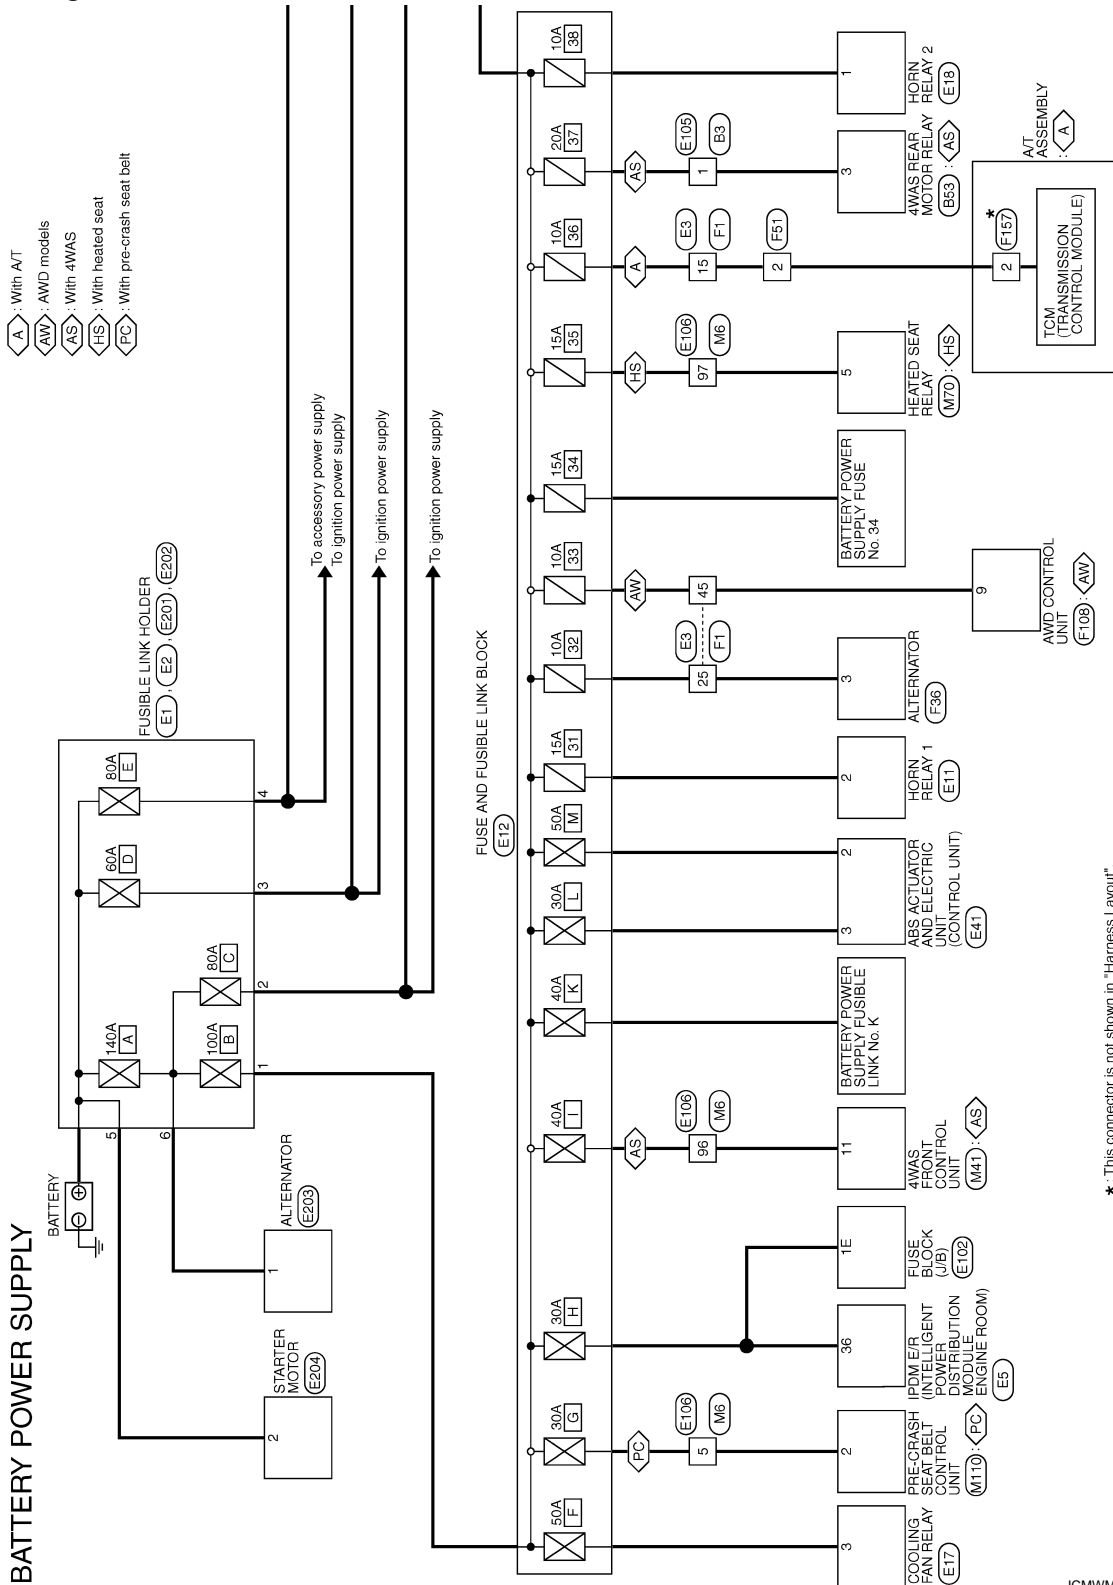 BATTERY POWER SUPPLY
A : With A/T
AW : AWD models
AS : With 4WAS
HS : With heated seat
PC : With pre-crash seat belt
BATTERY
FUSIBLE LINK HOLDER
E1 , E2 , E201 , E202
140A
A
100A
B
80A
C
60A
D
80A
E
5
6
1
2
3
4
STARTER
MOTOR
E204
2
ALTERNATOR
E203
1
To accessory power supply
To ignition power supply
To ignition power supply
To ignition power supply
FUSE AND FUSIBLE LINK BLOCK
E12
50A
F
30A
G
30A
H
40A
I
40A
K
30A
L
50A
M
15A
31
10A
32
10A
33
15A
34
15A
35
10A
36
20A
37
10A
38
PC
AS
AW
HS
A
AS
5
E106
M6
96
E106
M6
25
E3
F1
45
97
E106
M6
15
E3
F1
2
F51
1
E105
B3
3
COOLING
FAN RELAY
E17
2
PRE-CRASH
SEAT BELT
CONTROL
UNIT
M110 : PC
36
IPDM E/R
(INTELLIGENT
POWER
DISTRIBUTION
MODULE
ENGINE ROOM)
E5
1E
FUSE
BLOCK
(J/B)
E102
11
4WAS
FRONT
CONTROL
UNIT
M41 : AS
BATTERY POWER
SUPPLY FUSIBLE
LINK No. K
3
2
ABS ACTUATOR
AND ELECTRIC
UNIT
(CONTROL UNIT)
E41
2
HORN
RELAY 1
E11
3
ALTERNATOR
F36
9
AWD CONTROL
UNIT
F108 : AW
BATTERY POWER
SUPPLY FUSE
No. 34
5
HEATED SEAT
RELAY
M70 : HS
2
* F157
TCM
(TRANSMISSION
CONTROL MODULE)
A/T
ASSEMBLY
: A
3
4WAS REAR
MOTOR RELAY
B53 : AS
1
HORN
RELAY 2
E18
* : This connector is not shown in "Harness Layout".